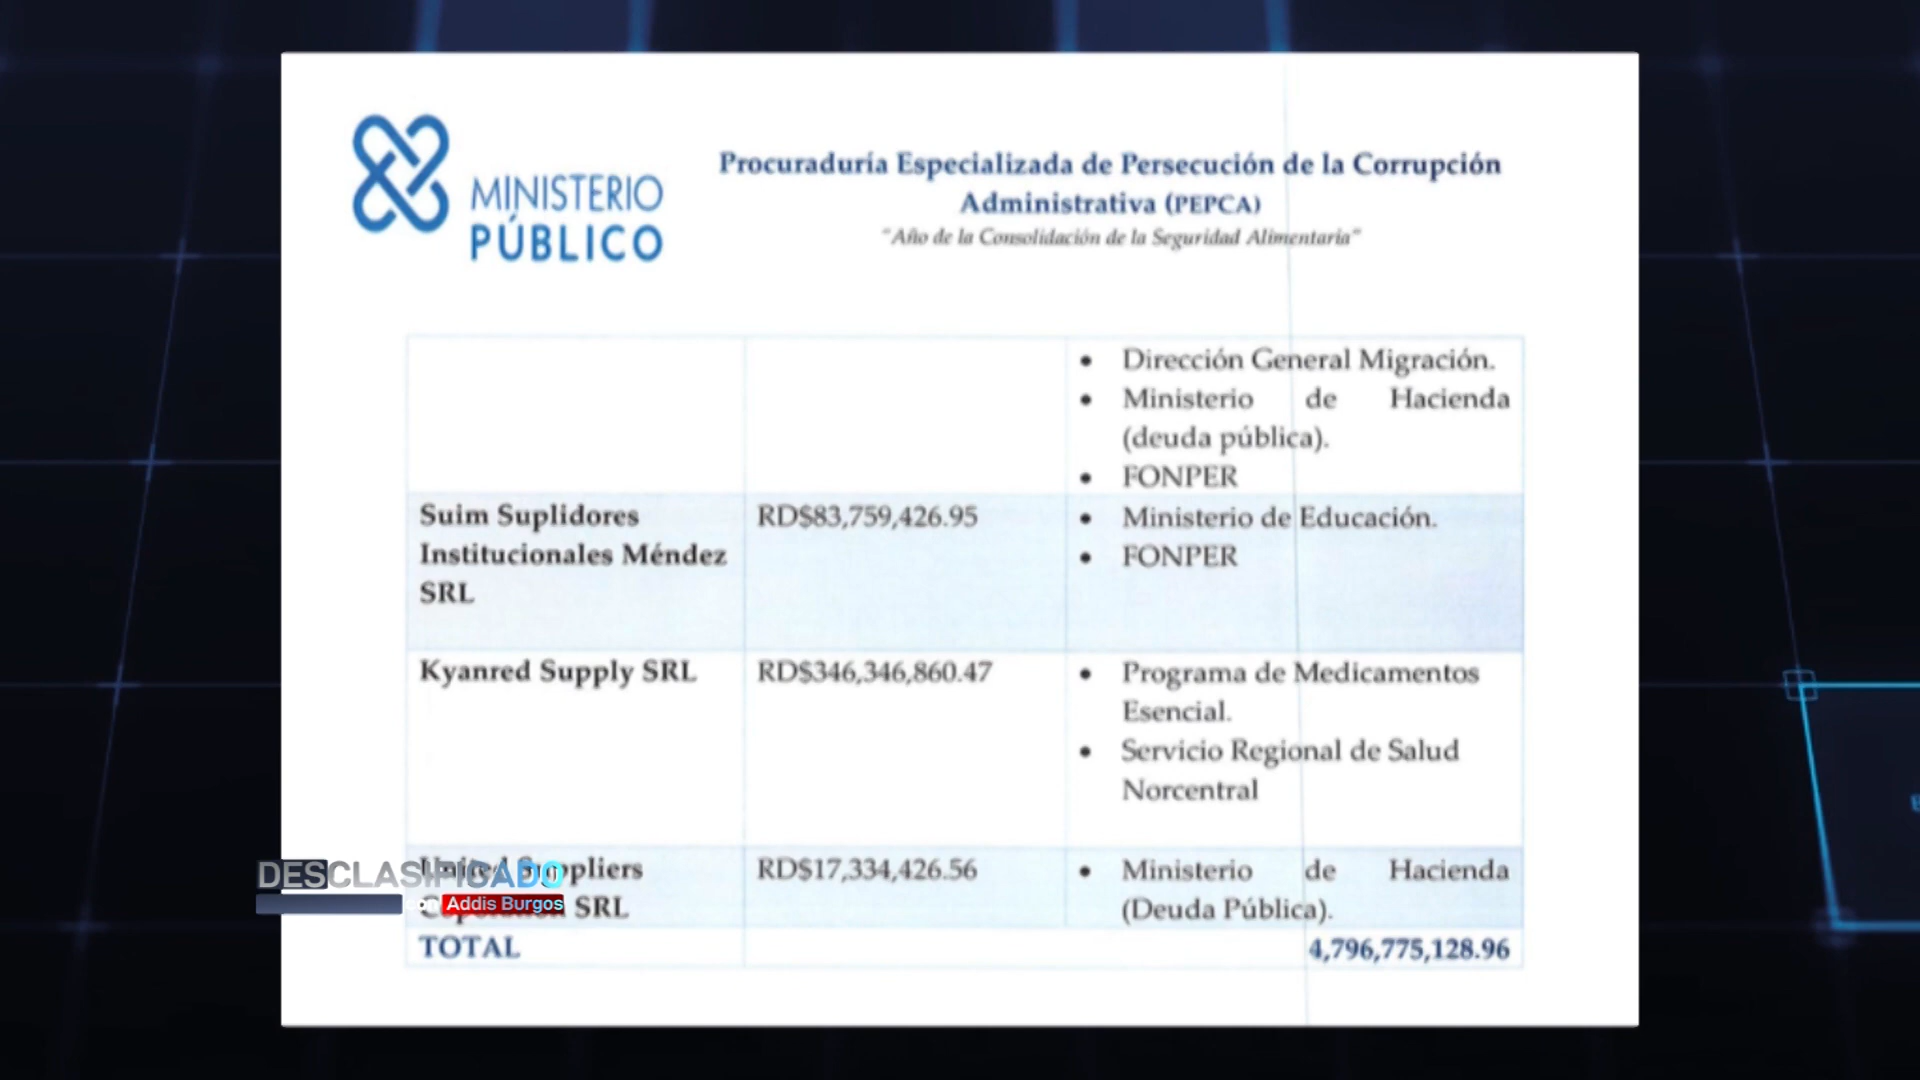 MINISTERIO
PÚBLICO
Procuraduría Especializada de Persecución de la Corrupción
Administrativa (PEPCA)
"Año de la Consolidación de la Seguridad Alimentaria"
• Dirección General Migración.
• Ministerio de Hacienda
(deuda pública).
• FONPER
Suim Suplidores
Institucionales Méndez
SRL
RD$83,759,426.95
• Ministerio de Educación.
• FONPER
Kyanred Supply SRL
RD$346,346,860.47
• Programa de Medicamentos
Esencial.
• Servicio Regional de Salud
Norcentral
United Suppliers
SRL
RD$17,334,426.56
• Ministerio de Hacienda
(Deuda Pública).
TOTAL
4,796,775,128.96
DESCLASIFICADO
con Addis Burgos